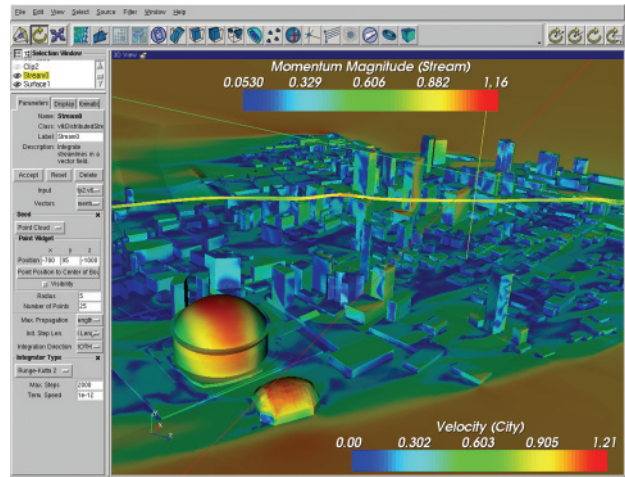 File Edit View Select Source Filter Window Help
Selection Window
3D View
Clip2
Stream0
Surface1
Momentum Magnitude (Stream)
0.0530 0.329 0.606 0.882 1.16
Parameters Display
Name: Stream0
Class:
Label: Stream0
Description: Integrate
streamlines in a
vector field
Accept Reset Delete
Input
Vectors
Seed
Point Cloud
Point Widget
X Y Z
Position -700 95 -1000
Point Position to Center of
Visibility
Radius 5
Number of Points 25
Max. Propagation
Init. Step Len.
Integration Direction
Integrator Type
Runge-Kutta 2
Max. Steps 2000
Term. Speed 1e-12
Velocity (City)
0.00 0.302 0.603 0.905 1.21